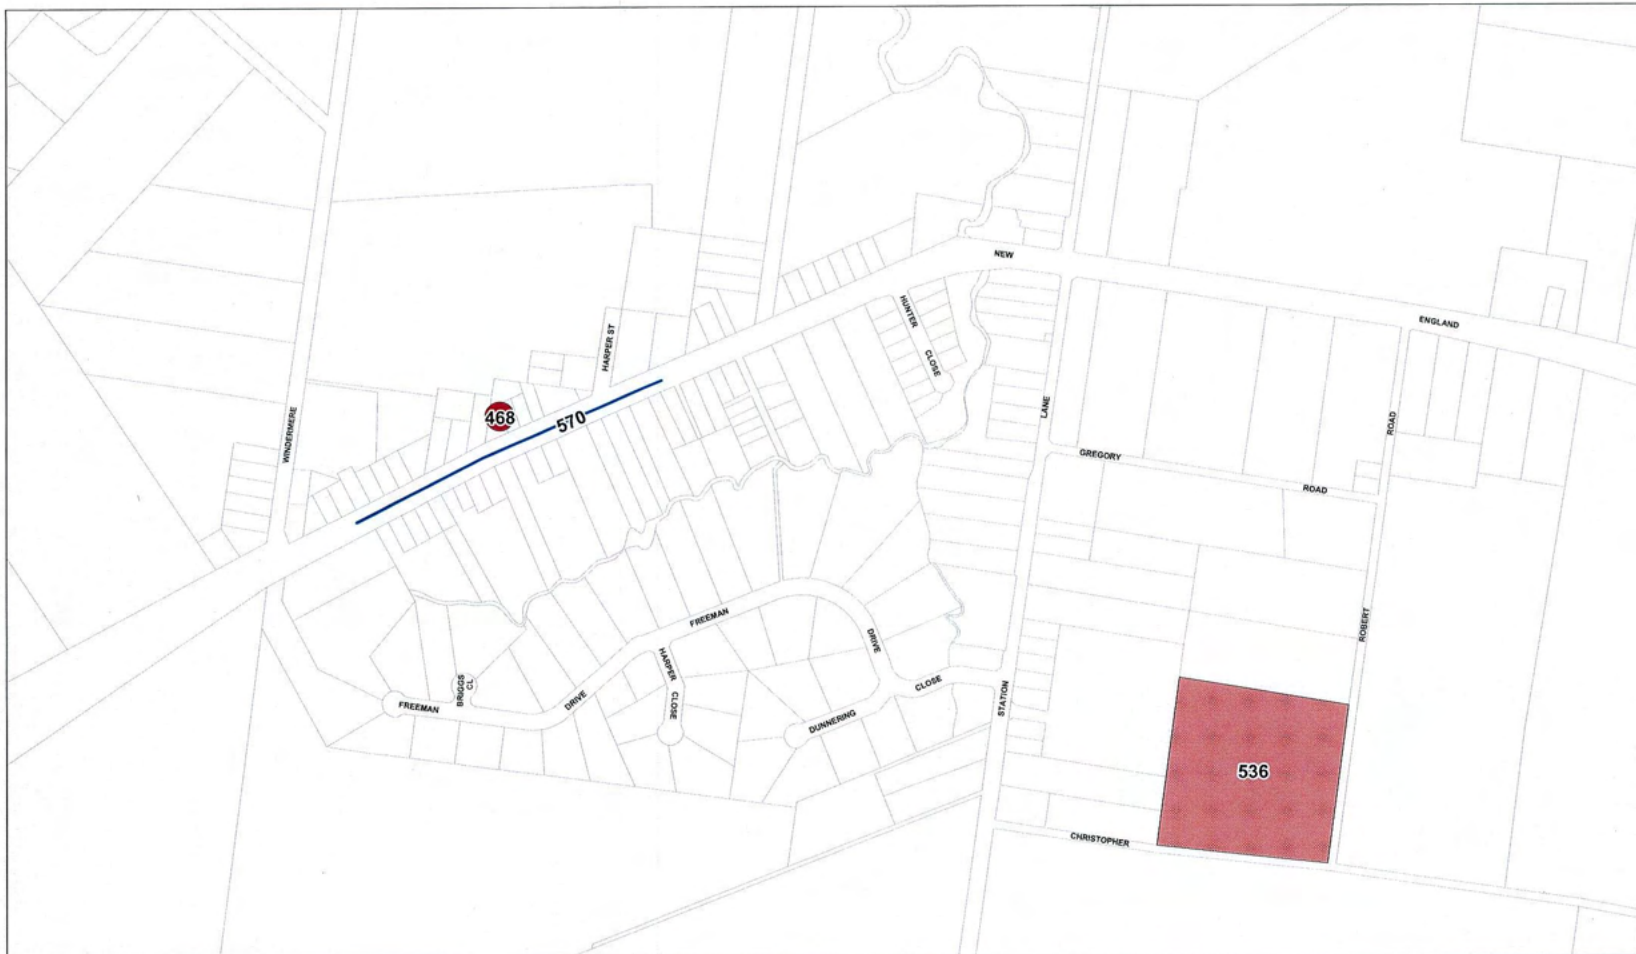 NEW
ENGLAND
HUNTER
CLOSE
HARPER ST
468
570
WINDERMERE
LANE
ROAD
GREGORY
ROAD
FREEMAN
DRIVE
ROBERT
HARPER
CLOSE
BRIGGS
CL
FREEMAN
DRIVE
DUNNERING
CLOSE
STATION
536
CHRISTOPHER